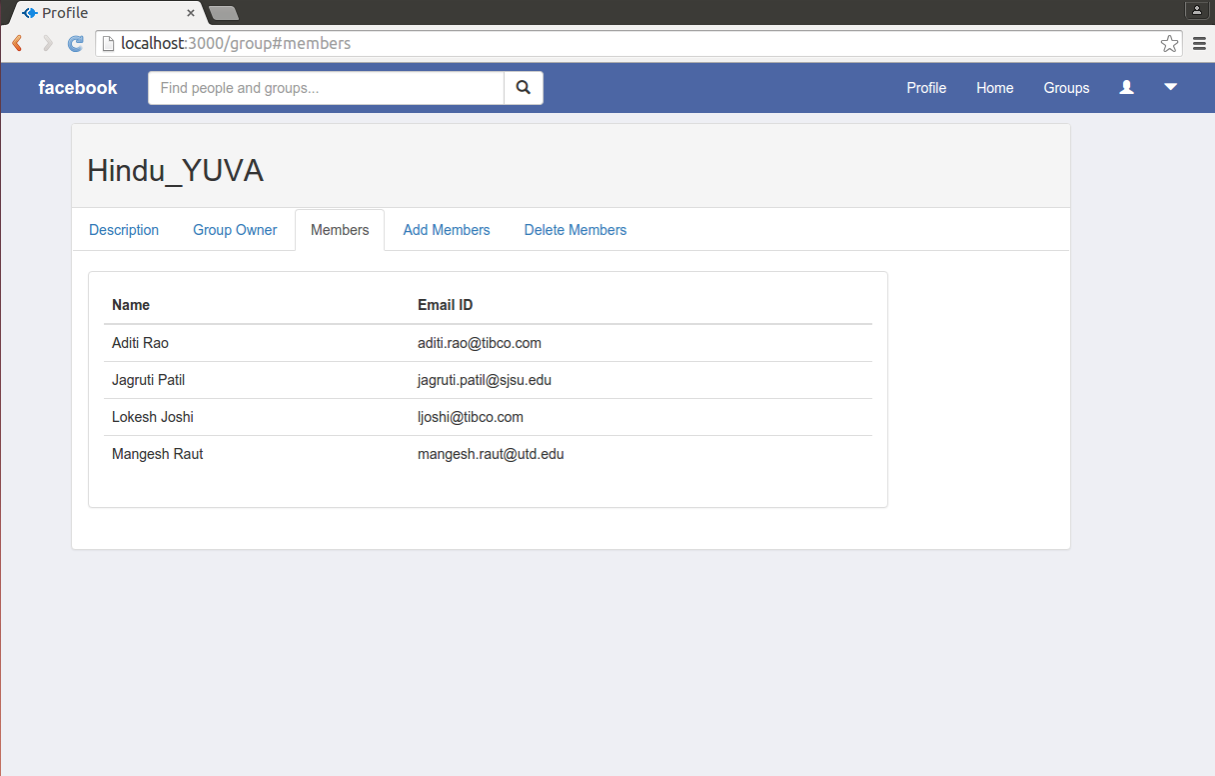 Profile
localhost:3000/group#members
facebook Find people and groups... Profile Home Groups
Hindu_YUVA
Description Group Owner Members Add Members Delete Members
Name Email ID
Aditi Rao aditi.rao@tibco.com
Jagruti Patil jagruti.patil@sjsu.edu
Lokesh Joshi ljoshi@tibco.com
Mangesh Raut mangesh.raut@utd.edu